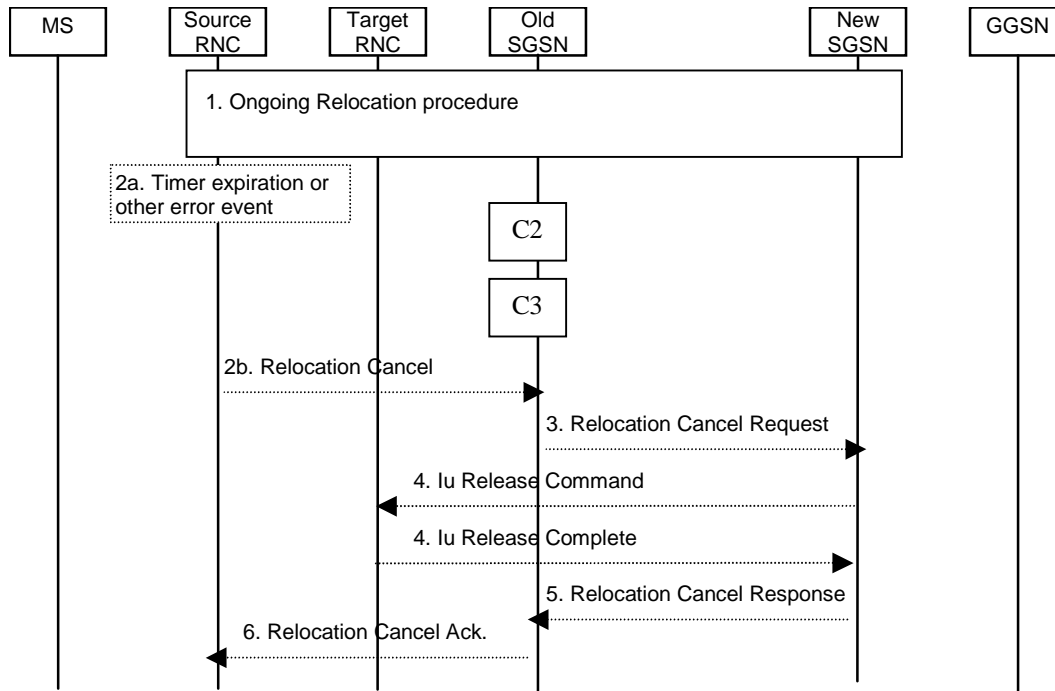 MS
Source
RNC
Target
RNC
Old
SGSN
New
SGSN
GGSN
1. Ongoing Relocation procedure
2a. Timer expiration or
other error event
C2
C3
2b. Relocation Cancel
3. Relocation Cancel Request
4. Iu Release Command
4. Iu Release Complete
5. Relocation Cancel Response
6. Relocation Cancel Ack.